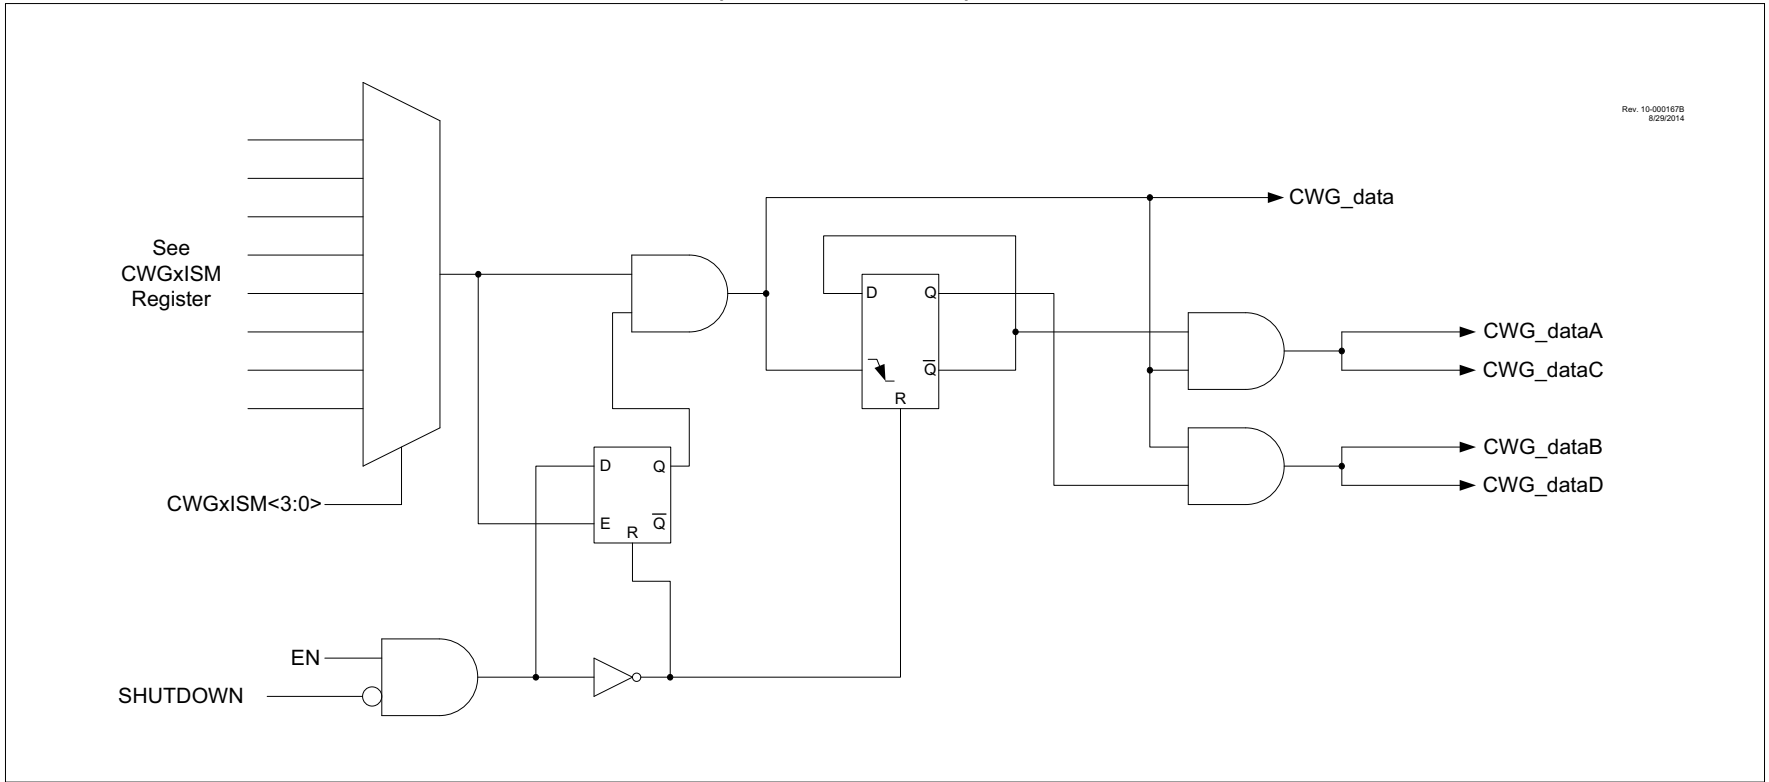 Rev. 10-000167B
8/29/2014
CWG_data
See
CWGxISM
Register
D
Q
Q̅
R
CWG_dataA
CWG_dataC
CWG_dataB
CWG_dataD
D
Q
E
Q̅
R
CWGxISM<3:0>
EN
SHUTDOWN